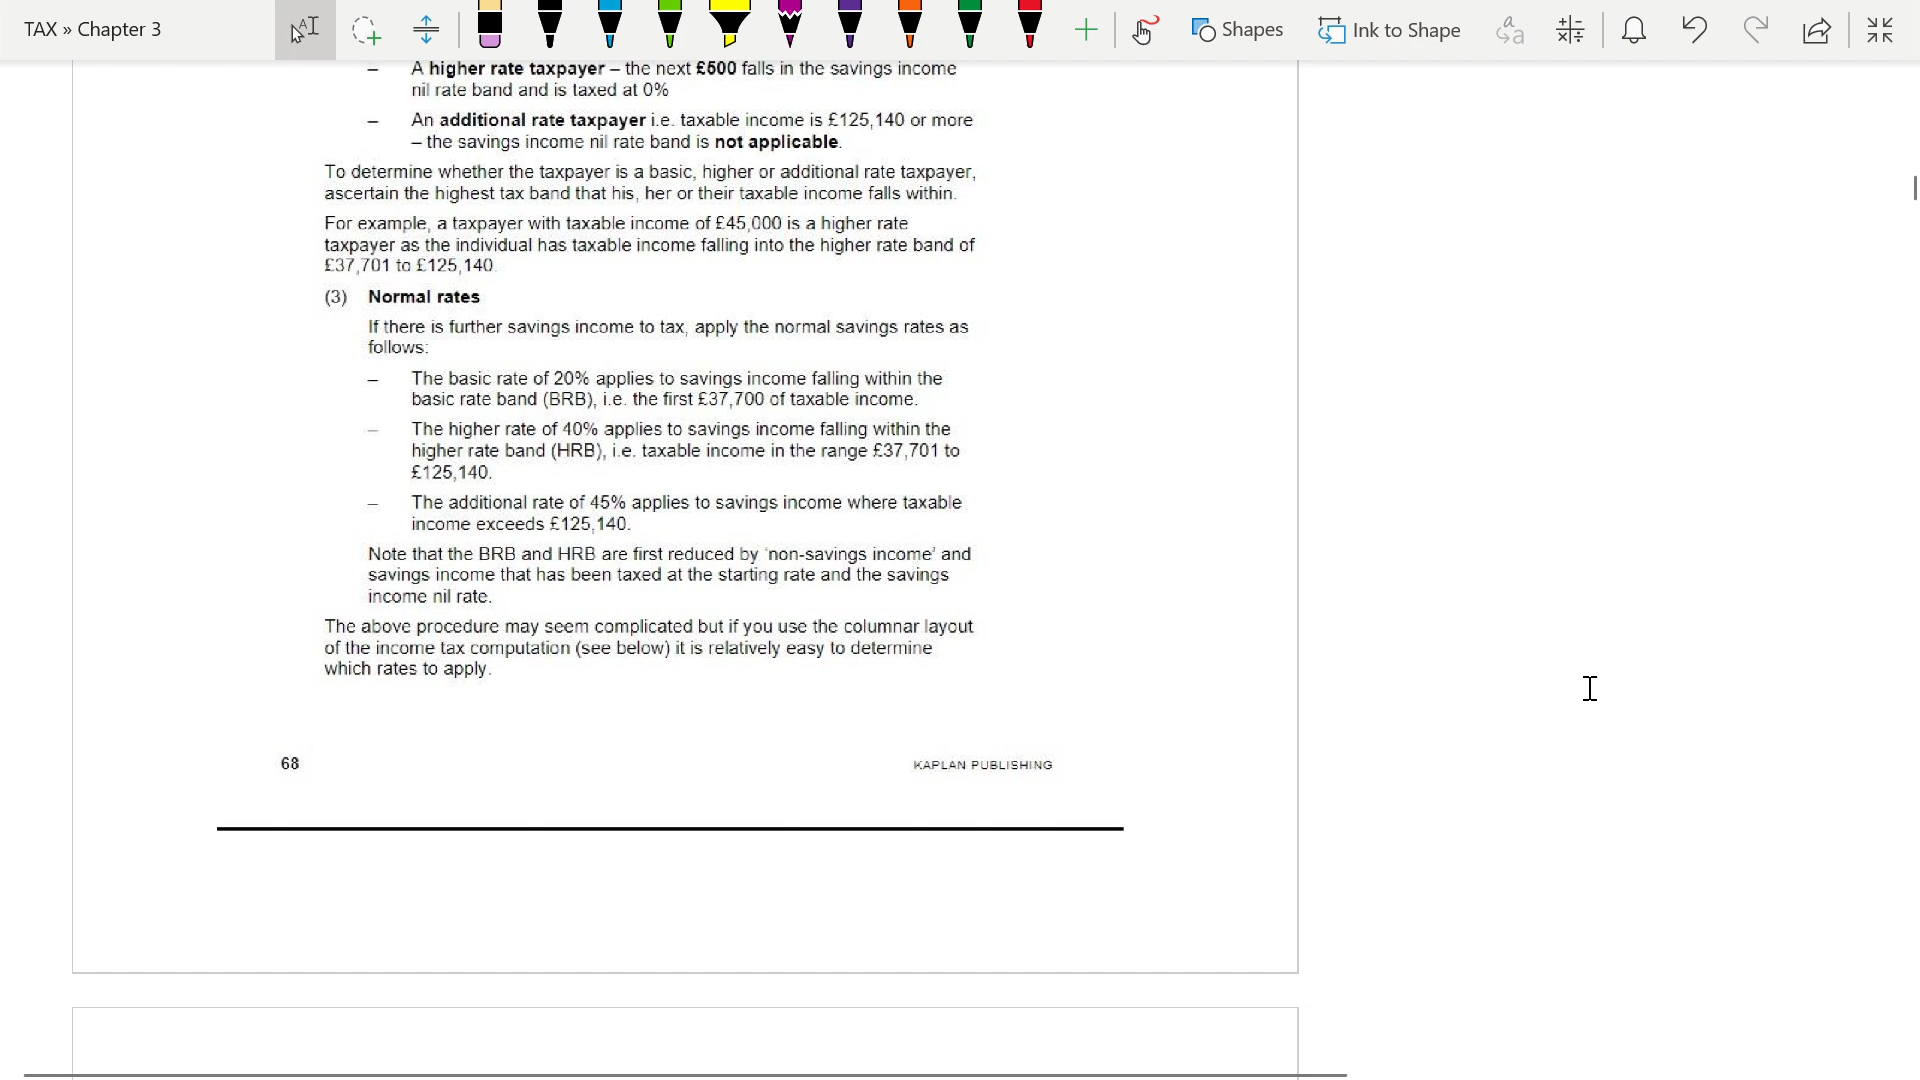 TAX » Chapter 3
Shapes
Ink to Shape
– A higher rate taxpayer – the next £500 falls in the savings income
nil rate band and is taxed at 0%
– An additional rate taxpayer i.e. taxable income is £125,140 or more
– the savings income nil rate band is not applicable.
To determine whether the taxpayer is a basic, higher or additional rate taxpayer,
ascertain the highest tax band that his, her or their taxable income falls within.
For example, a taxpayer with taxable income of £45,000 is a higher rate
taxpayer as the individual has taxable income falling into the higher rate band of
£37,701 to £125,140.
(3) Normal rates
If there is further savings income to tax, apply the normal savings rates as
follows:
– The basic rate of 20% applies to savings income falling within the
basic rate band (BRB), i.e. the first £37,700 of taxable income.
– The higher rate of 40% applies to savings income falling within the
higher rate band (HRB), i.e. taxable income in the range £37,701 to
£125,140.
– The additional rate of 45% applies to savings income where taxable
income exceeds £125,140.
Note that the BRB and HRB are first reduced by 'non-savings income' and
savings income that has been taxed at the starting rate and the savings
income nil rate.
The above procedure may seem complicated but if you use the columnar layout
of the income tax computation (see below) it is relatively easy to determine
which rates to apply.
68
KAPLAN PUBLISHING